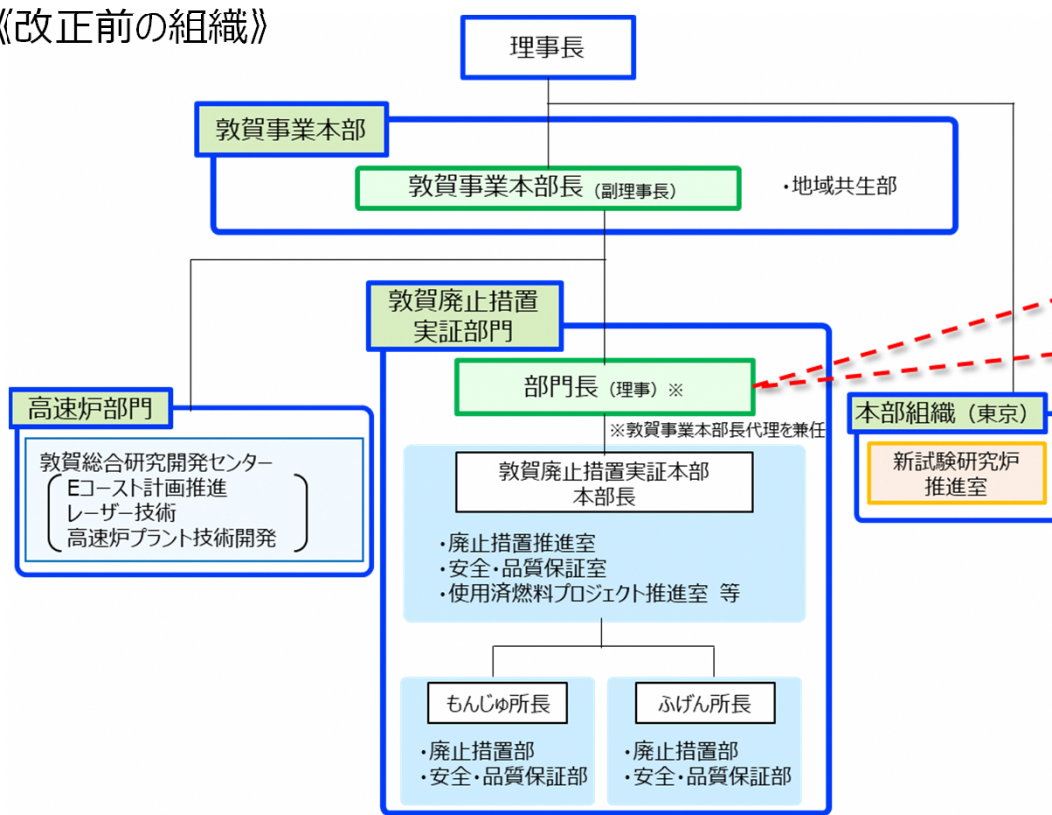 《改正前の組織》
理事長
敦賀事業本部
敦賀事業本部長（副理事長）
・地域共生部
敦賀廃止措置
実証部門
部門長（理事）※
※敦賀事業本部長代理を兼任
高速炉部門
敦賀総合研究開発センター
Eコースト計画推進
レーザー技術
高速炉プラント技術開発
本部組織（東京）
新試験研究炉
推進室
敦賀廃止措置実証本部
本部長
・廃止措置推進室
・安全・品質保証室
・使用済燃料プロジェクト推進室 等
もんじゅ所長
・廃止措置部
・安全・品質保証部
ふげん所長
・廃止措置部
・安全・品質保証部